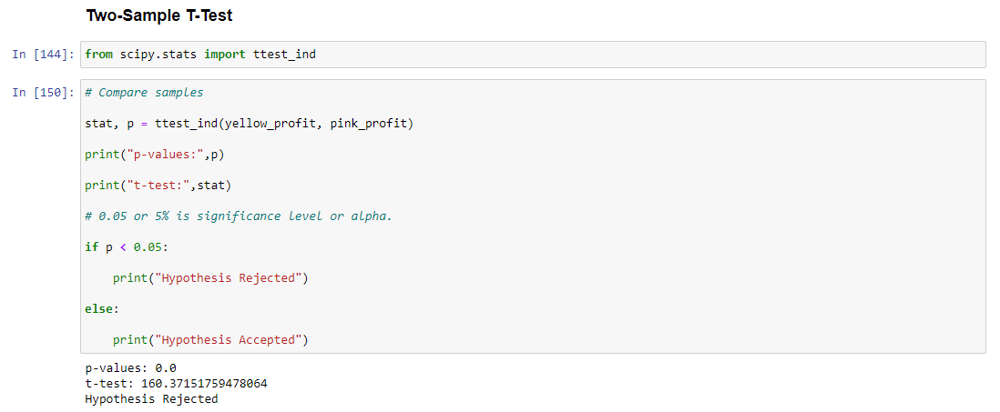 Two-Sample T-Test
In [144]: from scipy.stats import ttest_ind
In [150]: # Compare samples
stat, p = ttest_ind(yellow_profit, pink_profit)
print("p-values:",p)
print("t-test:",stat)
# 0.05 or 5% is significance level or alpha.
if p < 0.05:
    print("Hypothesis Rejected")
else:
    print("Hypothesis Accepted")
p-values: 0.0
t-test: 160.37151759478064
Hypothesis Rejected